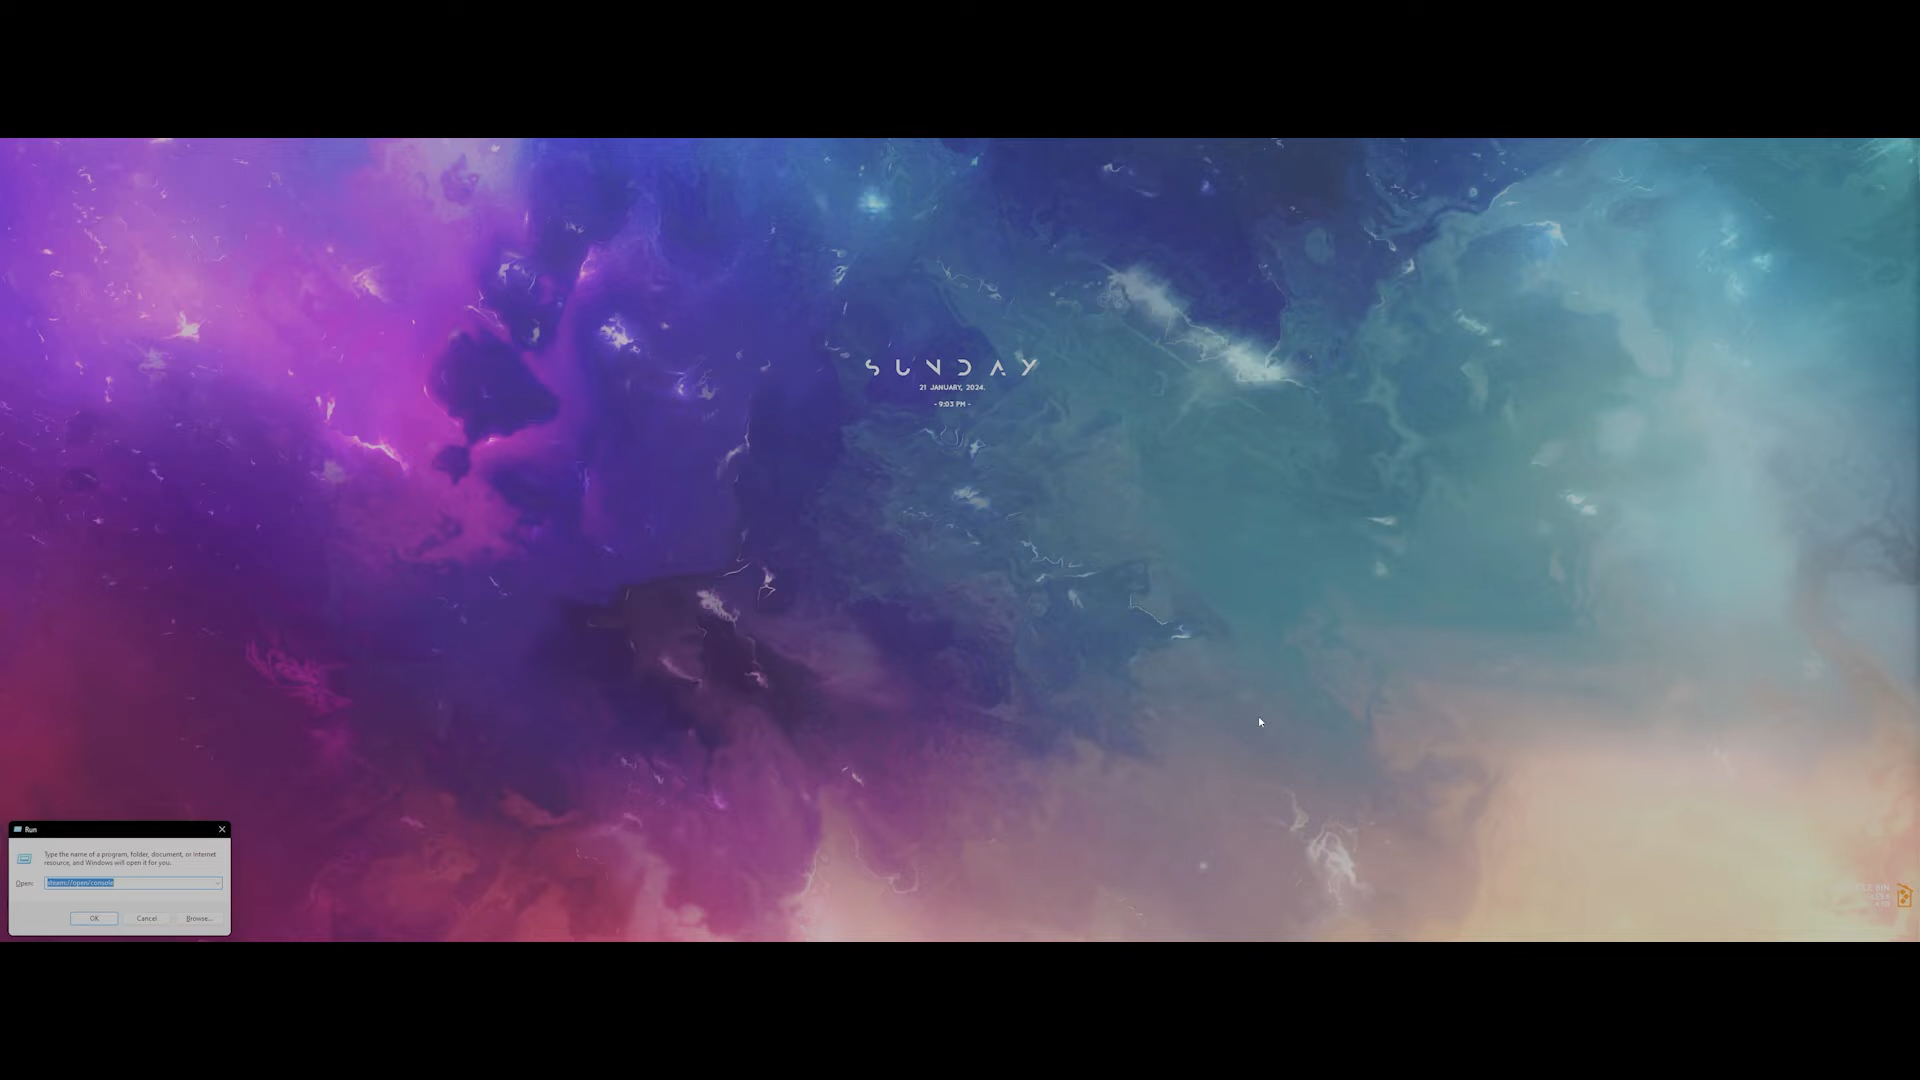 SUNDAY
21 JANUARY, 2024.
- 9:03 PM -
Run
Type the name of a program, folder, document, or Internet
resource, and Windows will open it for you.
Open: steam://open/console
OK Cancel Browse...
BIN